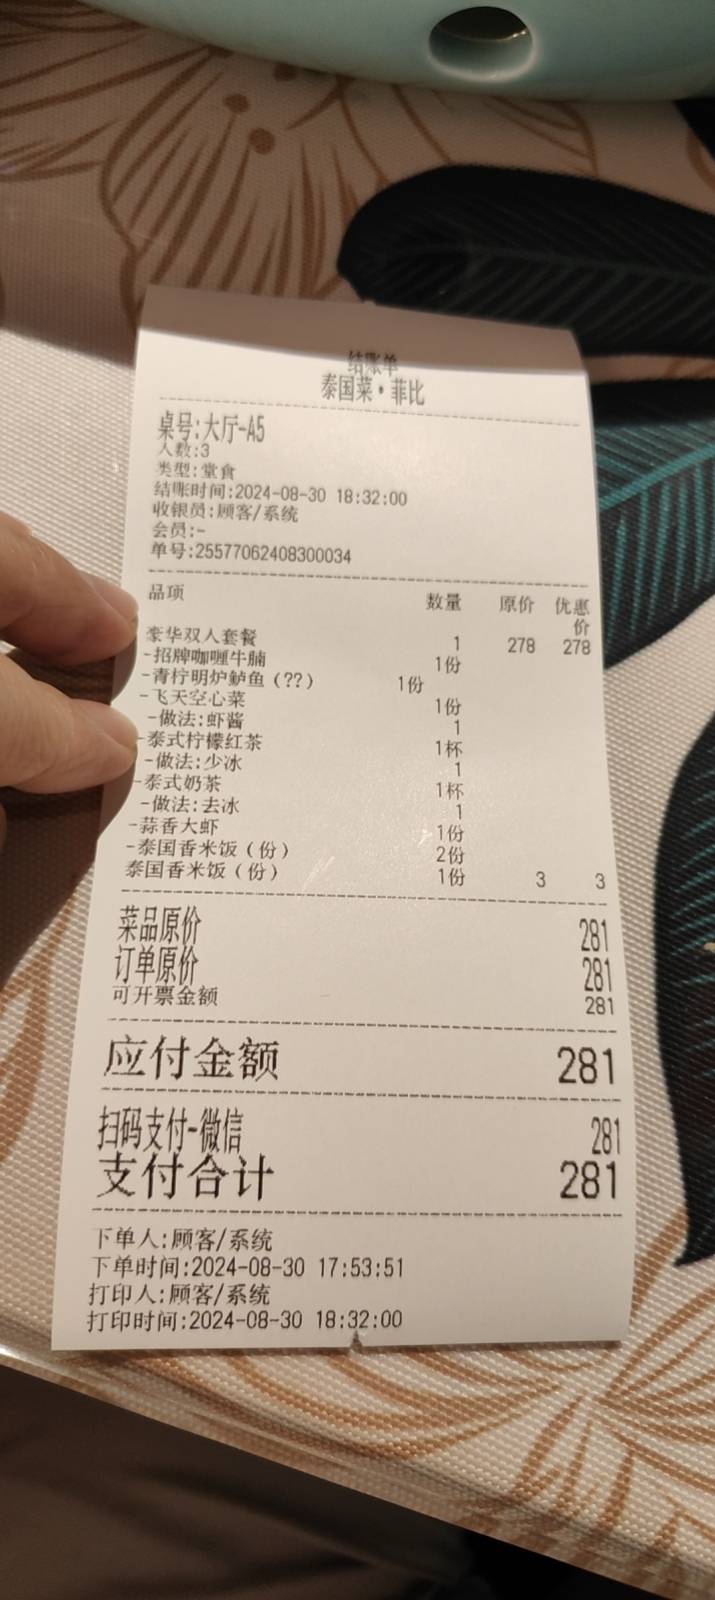 结账单
泰国菜·菲比
桌号:大厅-A5
人数:3
类型:堂食
结账时间:2024-08-30 18:32:00
收银员:顾客/系统
会员:-
单号:25577062408300034
品项 数量 原价 优惠价
豪华双人套餐 1 278 278
-招牌咖喱牛腩 1份
-青柠明炉鲈鱼(??) 1份
-飞天空心菜 1份
-做法:虾酱 1
-泰式柠檬红茶 1杯
-做法:少冰 1
-泰式奶茶 1杯
-做法:去冰 1
-蒜香大虾 1份
-泰国香米饭(份) 2份
泰国香米饭(份) 1份 3 3
菜品原价 281
订单原价 281
可开票金额 281
应付金额 281
扫码支付-微信 281
支付合计 281
下单人:顾客/系统
下单时间:2024-08-30 17:53:51
打印人:顾客/系统
打印时间:2024-08-30 18:32:00